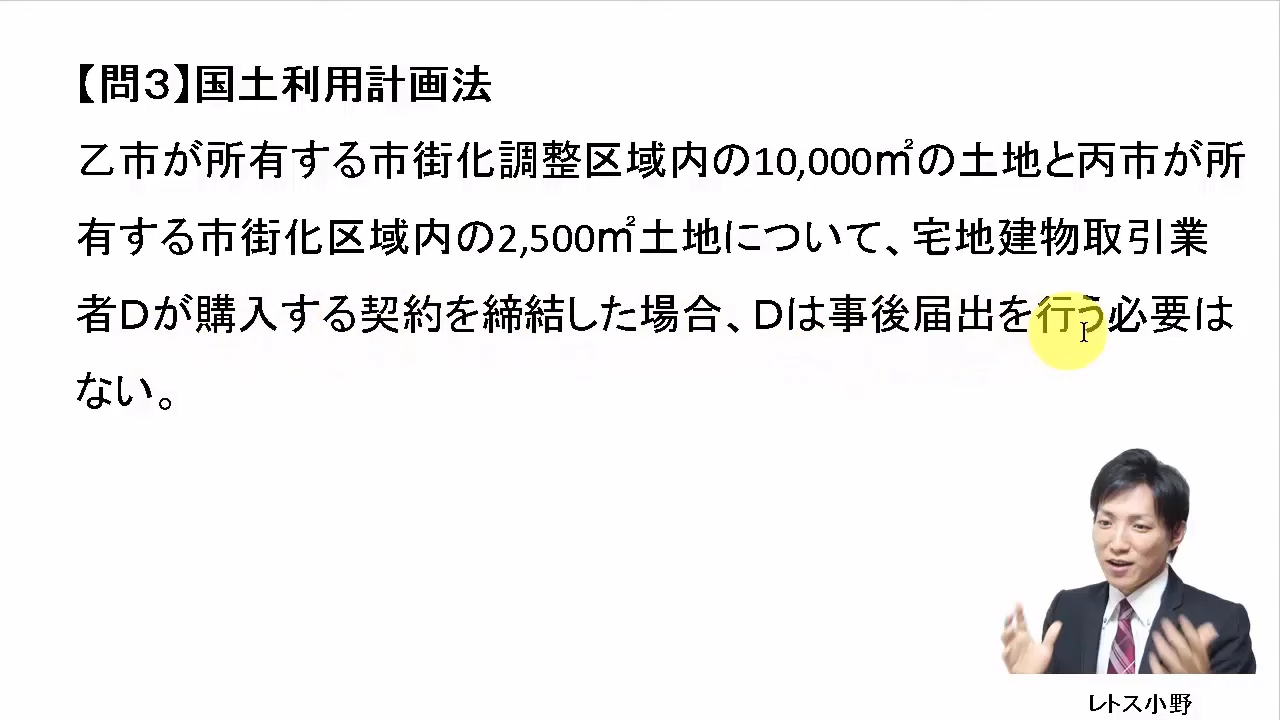 【問３】国土利用計画法
乙市が所有する市街化調整区域内の10,000㎡の土地と丙市が所
有する市街化区域内の2,500㎡土地について、宅地建物取引業
者Ｄが購入する契約を締結した場合、Ｄは事後届出を行う必要は
ない。
レトス小野